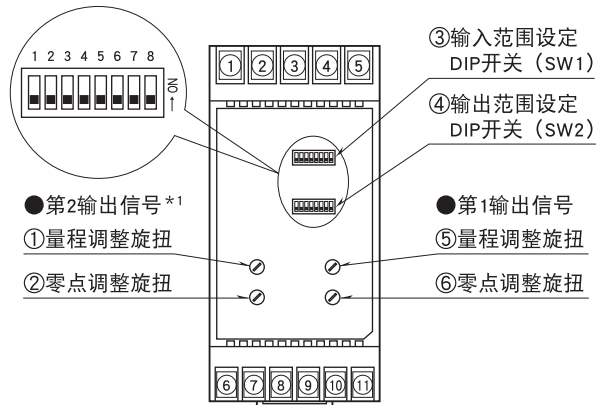 1 2 3 4 5 6 7 8
ON→
① ② ③ ④ ⑤
③输入范围设定
DIP开关（SW1）
④输出范围设定
DIP开关（SW2）
●第2输出信号*1
①量程调整旋扭
②零点调整旋扭
●第1输出信号
⑤量程调整旋扭
⑥零点调整旋扭
⑥ ⑦ ⑧ ⑨ ⑩ ⑪